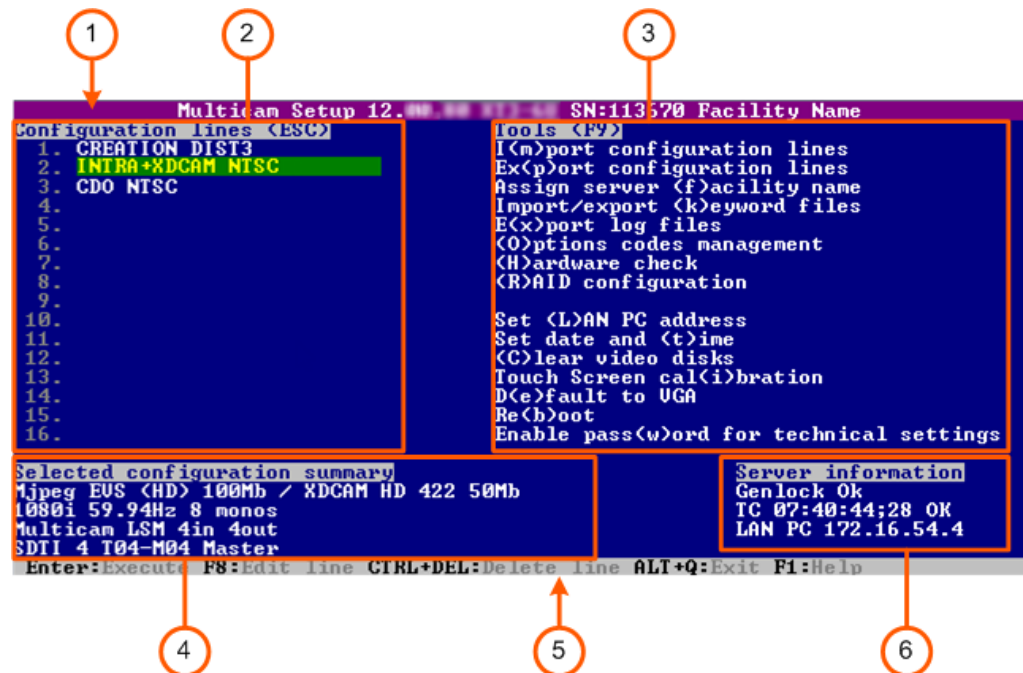 1
2
3
Multicam Setup 12. SN:113570 Facility Name
Configuration lines (ESC)
1. CREATION DIST3
2. INTRA+XDCAM NTSC
3. CDO NTSC
4.
5.
6.
7.
8.
9.
10.
11.
12.
13.
14.
15.
16.
Tools (F9)
I(m)port configuration lines
Ex(p)ort configuration lines
Assign server (f)acility name
Import/export (k)eyword files
E(x)port log files
(O)ptions codes management
(H)ardware check
(R)AID configuration
Set (L)AN PC address
Set date and (t)ime
(C)lear video disks
Touch Screen cal(i)bration
D(e)fault to VGA
Re(b)oot
Enable pass(w)ord for technical settings
Selected configuration summary
Mjpeg EVS (HD) 100Mb / XDCAM HD 422 50Mb
1080i 59.94Hz 8 monos
Multicam LSM 4in 4out
SDTI 4 T04-M04 Master
Server information
Genlock Ok
TC 07:40:44;28 OK
LAN PC 172.16.54.4
Enter:Execute F8:Edit line CTRL+DEL:Delete line ALT+Q:Exit F1:Help
4
5
6